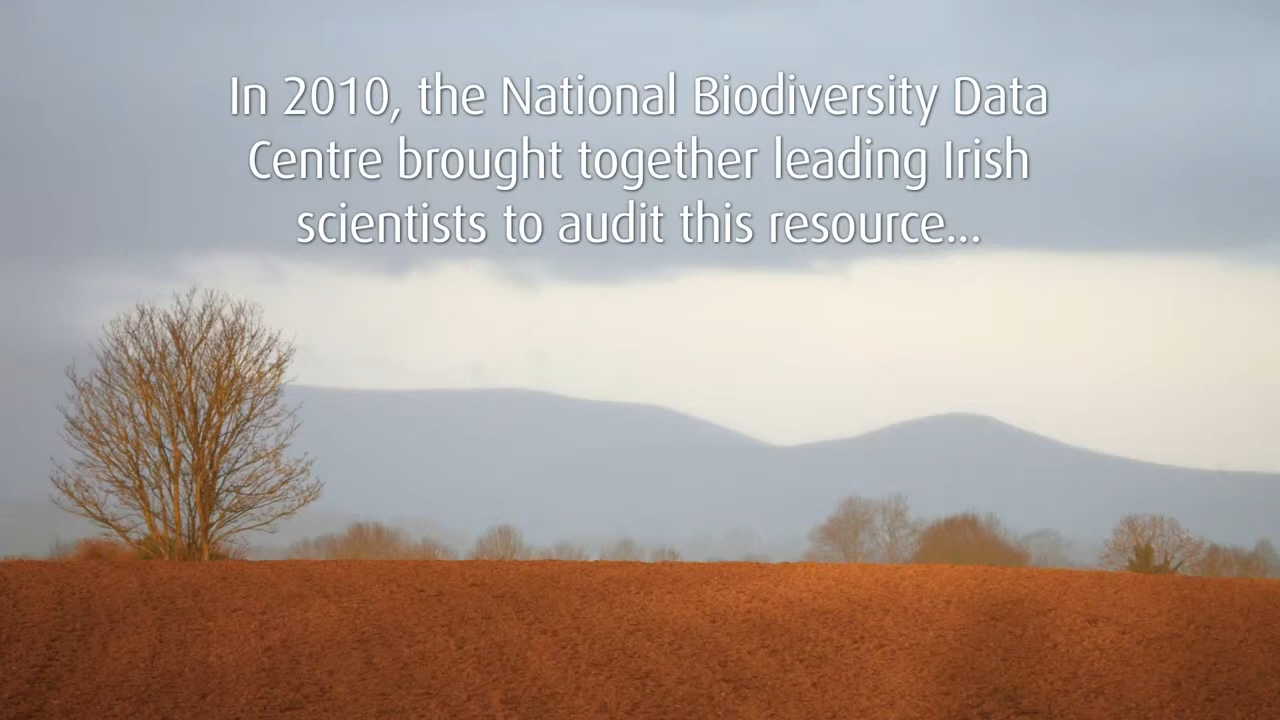 In 2010, the National Biodiversity Data
Centre brought together leading Irish
scientists to audit this resource...